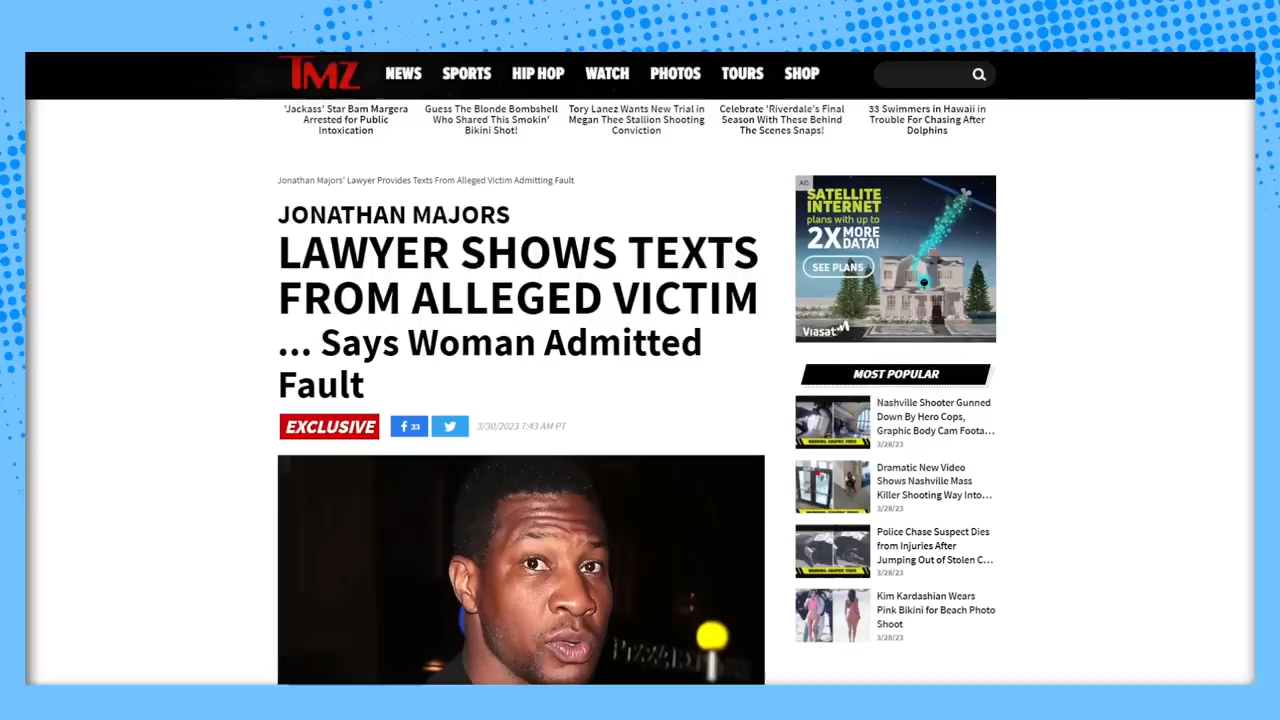 TMZ
NEWS
SPORTS
HIP HOP
WATCH
PHOTOS
TOURS
SHOP
'Jackass' Star Bam Margera
Arrested for Public
Intoxication
Guess The Blonde Bombshell
Who Shared This Smokin'
Bikini Shot!
Tory Lanez Wants New Trial in
Megan Thee Stallion Shooting
Conviction
Celebrate 'Riverdale's Final
Season With These Behind
The Scenes Snaps!
33 Swimmers in Hawaii in
Trouble For Chasing After
Dolphins
Jonathan Majors' Lawyer Provides Texts From Alleged Victim Admitting Fault
JONATHAN MAJORS
LAWYER SHOWS TEXTS
FROM ALLEGED VICTIM
... Says Woman Admitted
Fault
EXCLUSIVE
33
3/30/2023 7:43 AM PT
AD
SATELLITE
INTERNET
plans with up to
2X MORE
DATA!
SEE PLANS
Viasat
MOST POPULAR
Nashville Shooter Gunned
Down By Hero Cops,
Graphic Body Cam Foota...
3/28/23
WARNING: GRAPHIC VIDEO
Dramatic New Video
Shows Nashville Mass
Killer Shooting Way Into...
3/28/23
Police Chase Suspect Dies
from Injuries After
Jumping Out of Stolen C...
3/28/23
WARNING: GRAPHIC VIDEO
Kim Kardashian Wears
Pink Bikini for Beach Photo
Shoot
3/28/23